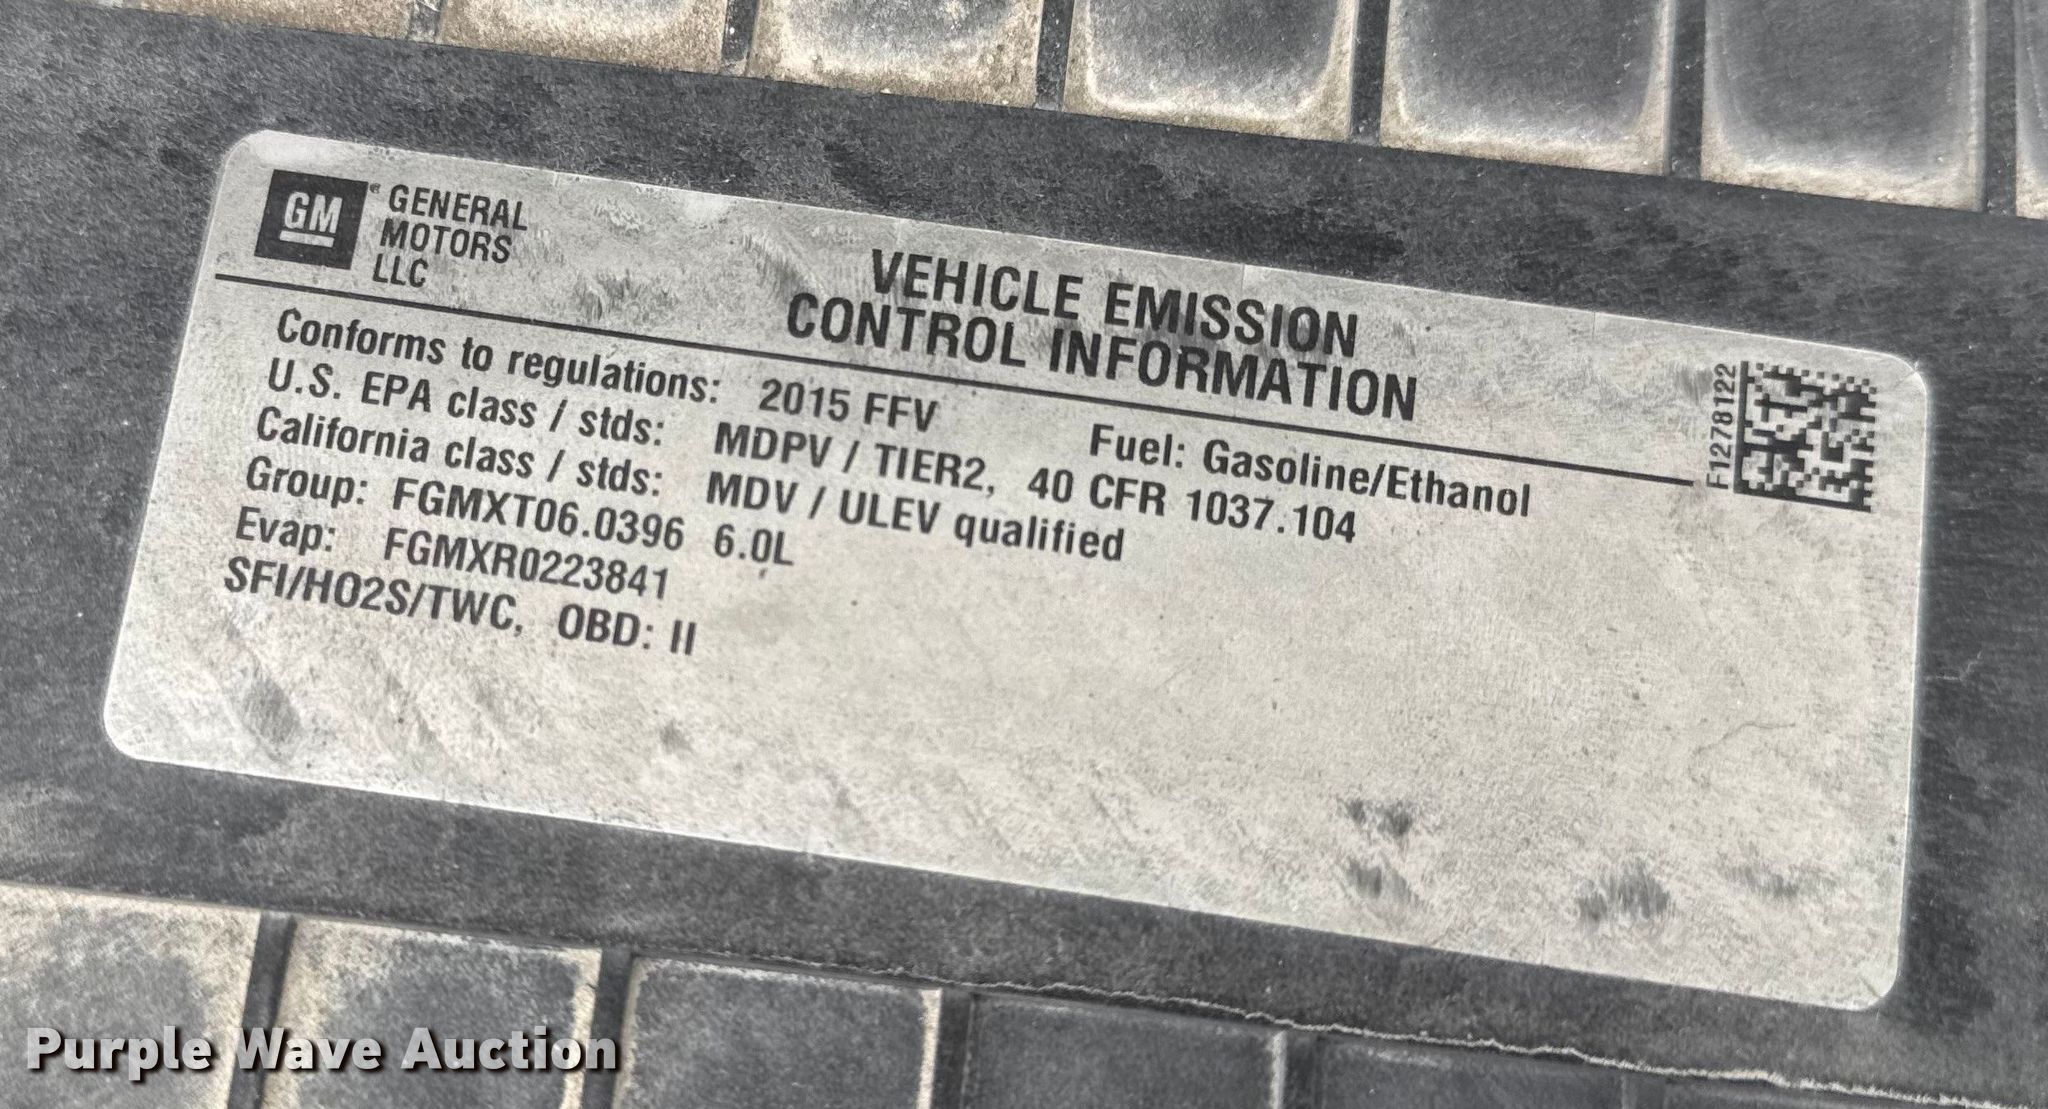 GM® GENERAL
MOTORS
LLC
VEHICLE EMISSION
CONTROL INFORMATION
F1278122
Conforms to regulations: 2015 FFV Fuel: Gasoline/Ethanol
U.S. EPA class / stds: MDPV / TIER2, 40 CFR 1037.104
California class / stds: MDV / ULEV qualified
Group: FGMXT06.0396 6.0L
Evap: FGMXR0223841
SFI/HO2S/TWC, OBD: II
Purple Wave Auction